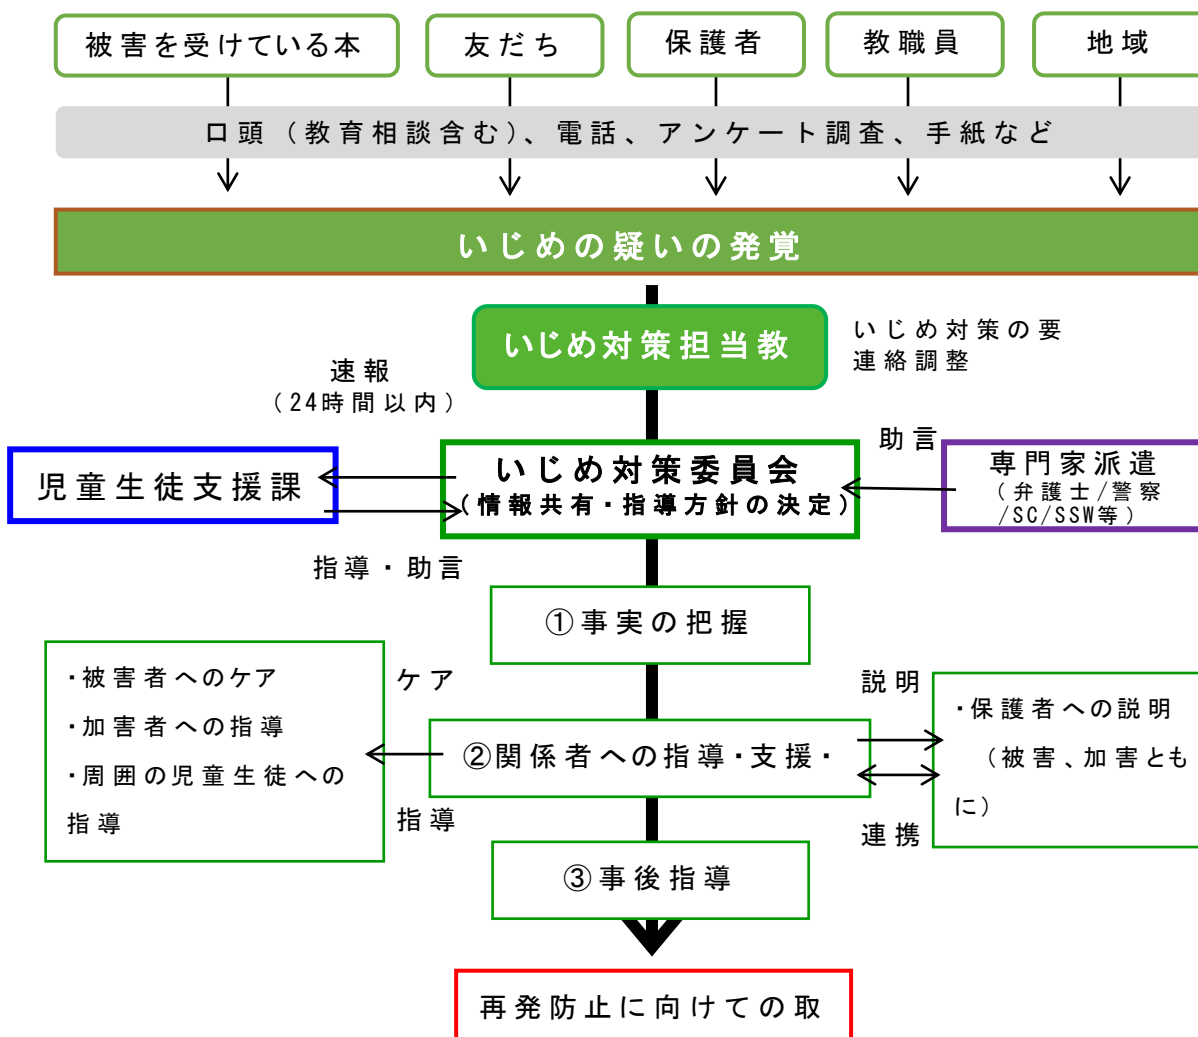 被害を受けている本
友だち
保護者
教職員
地域
口頭（教育相談含む）、電話、アンケート調査、手紙など
いじめの疑いの発覚
いじめ対策担当教
いじめ対策の要
連絡調整
速報
（24時間以内）
助言
児童生徒支援課
いじめ対策委員会
（情報共有・指導方針の決定）
専門家派遣
（弁護士/警察
/SC/SSW等）
指導・助言
①事実の把握
・被害者へのケア
・加害者への指導
・周囲の児童生徒への
指導
ケア
指導
②関係者への指導・支援・
説明
連携
・保護者への説明
（被害、加害とも
に）
③事後指導
再発防止に向けての取